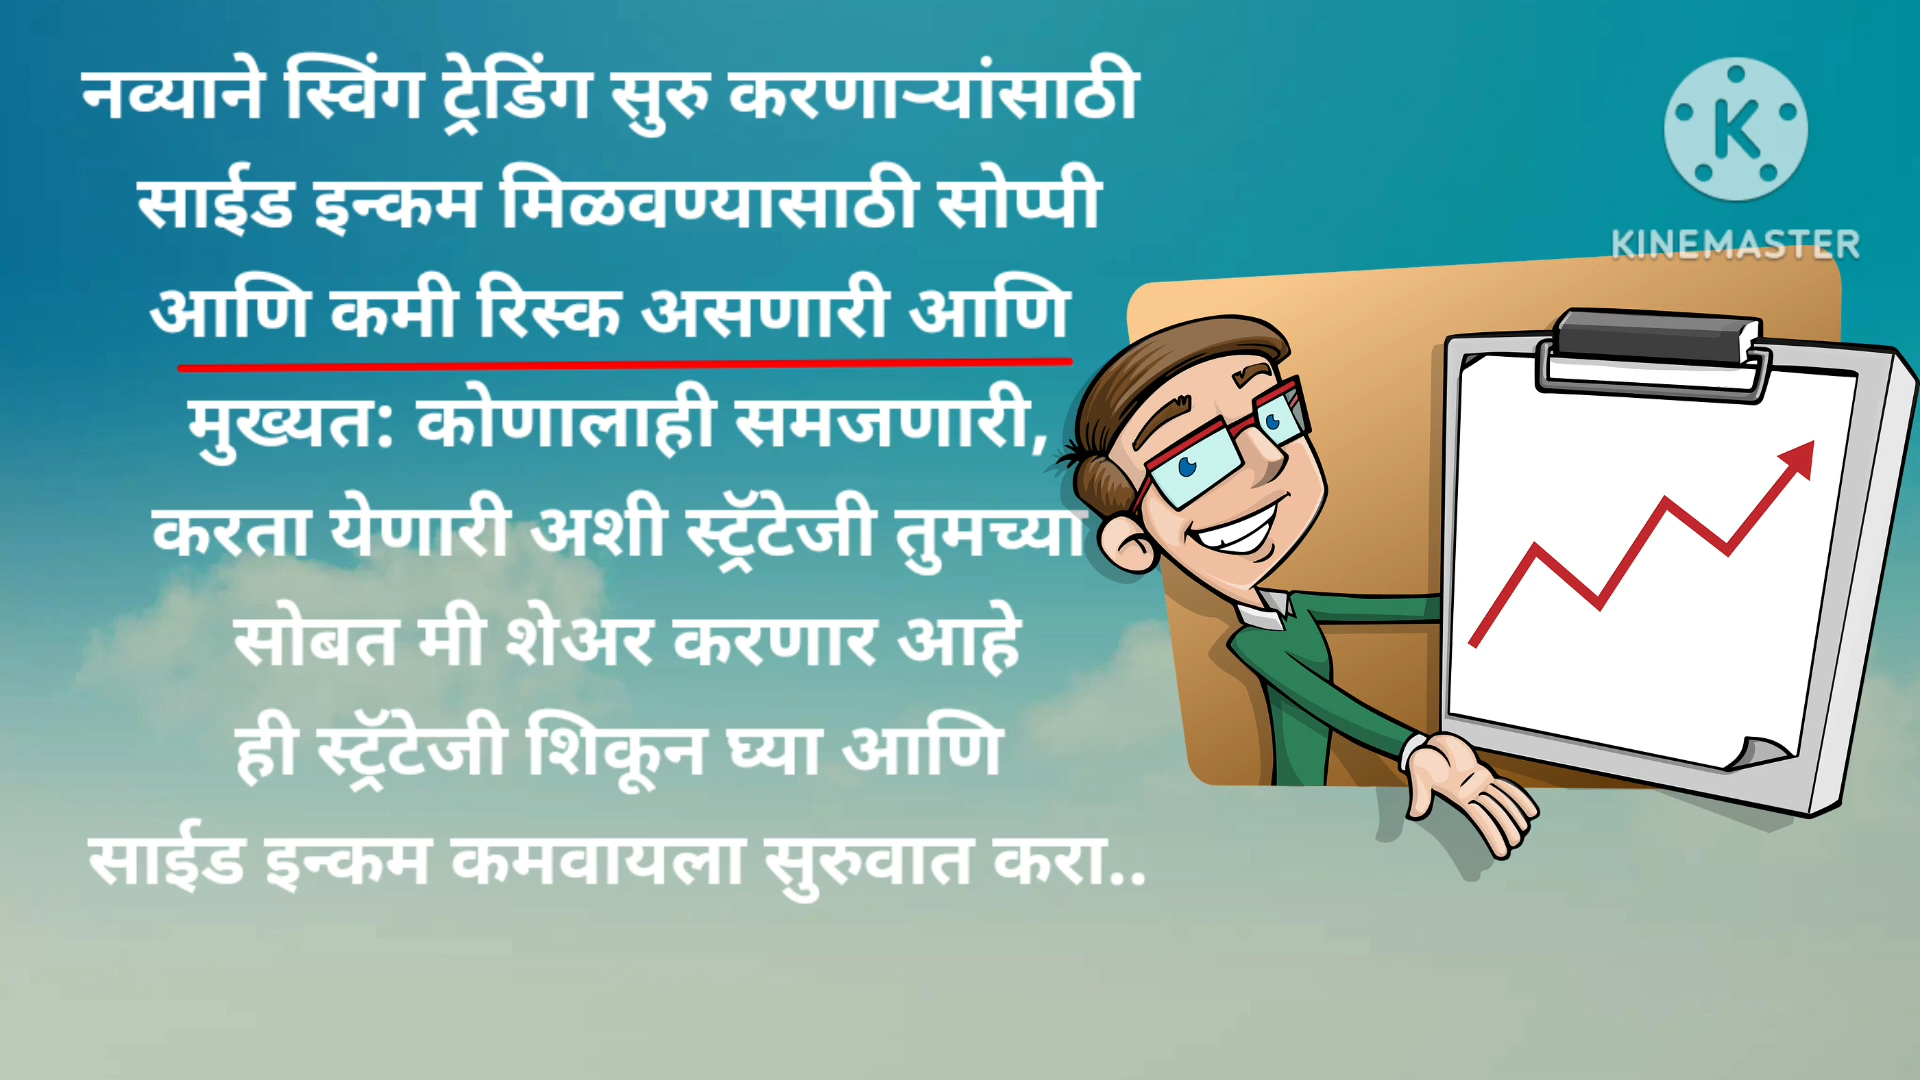 नव्याने स्विंग ट्रेडिंग सुरु करणाऱ्यांसाठी
साईड इन्कम मिळवण्यासाठी सोप्पी
आणि कमी रिस्क असणारी आणि
मुख्यत: कोणालाही समजणारी,
करता येणारी अशी स्ट्रॅटेजी तुमच्या
सोबत मी शेअर करणार आहे
ही स्ट्रॅटेजी शिकून घ्या आणि
साईड इन्कम कमवायला सुरुवात करा..
K
KINEMASTER